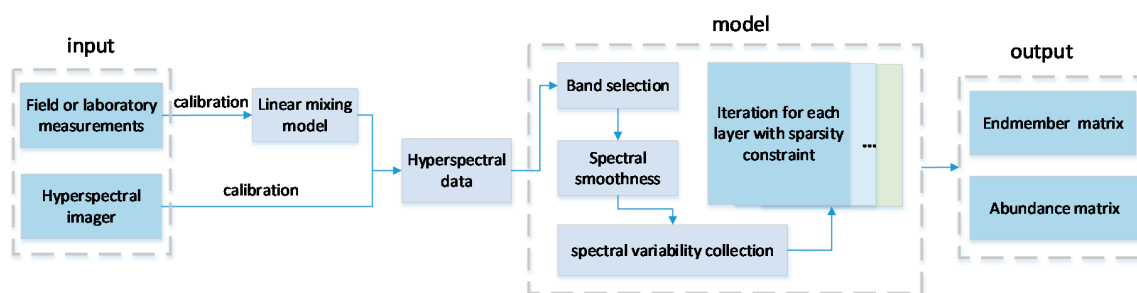 input
Field or laboratory
measurements
Hyperspectral
imager
calibration
calibration
Linear mixing
model
Hyperspectral
data
model
Band selection
Spectral
smoothness
spectral variability collection
Iteration for each
layer with sparsity
constraint
...
output
Endmember matrix
Abundance matrix